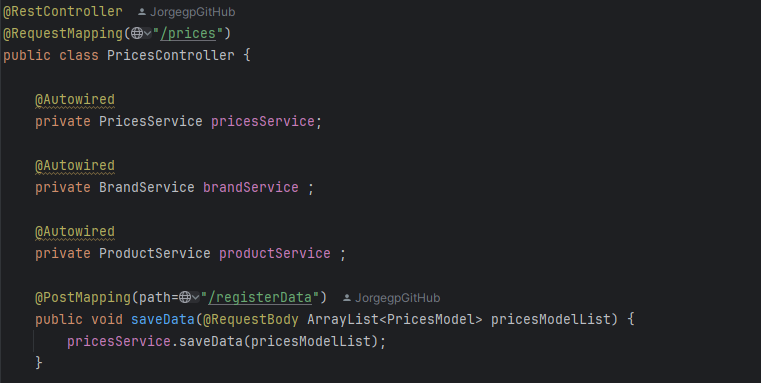 @RestController JorgegpGitHub
@RequestMapping("/prices")
public class PricesController {
@Autowired
private PricesService pricesService;
@Autowired
private BrandService brandService ;
@Autowired
private ProductService productService ;
@PostMapping(path="/registerData") JorgegpGitHub
public void saveData(@RequestBody ArrayList<PricesModel> pricesModelList) {
pricesService.saveData(pricesModelList);
}